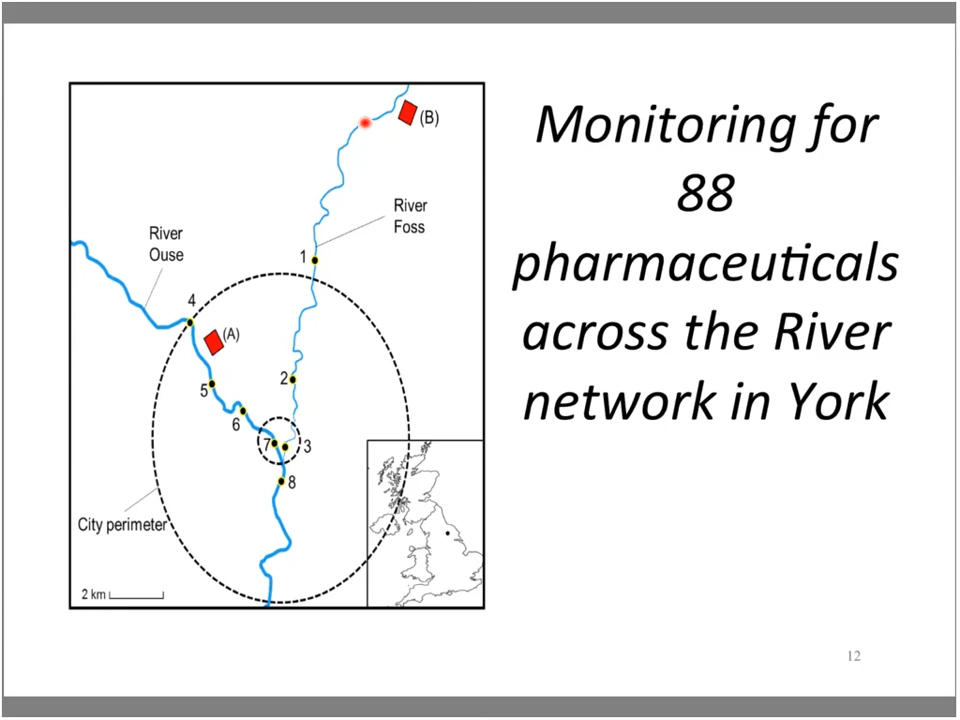 Monitoring for
88
pharmaceuticals
across the River
network in York
(B)
River
Foss
River
Ouse
1
4
(A)
2
5
6
7
3
8
City perimeter
2 km
12